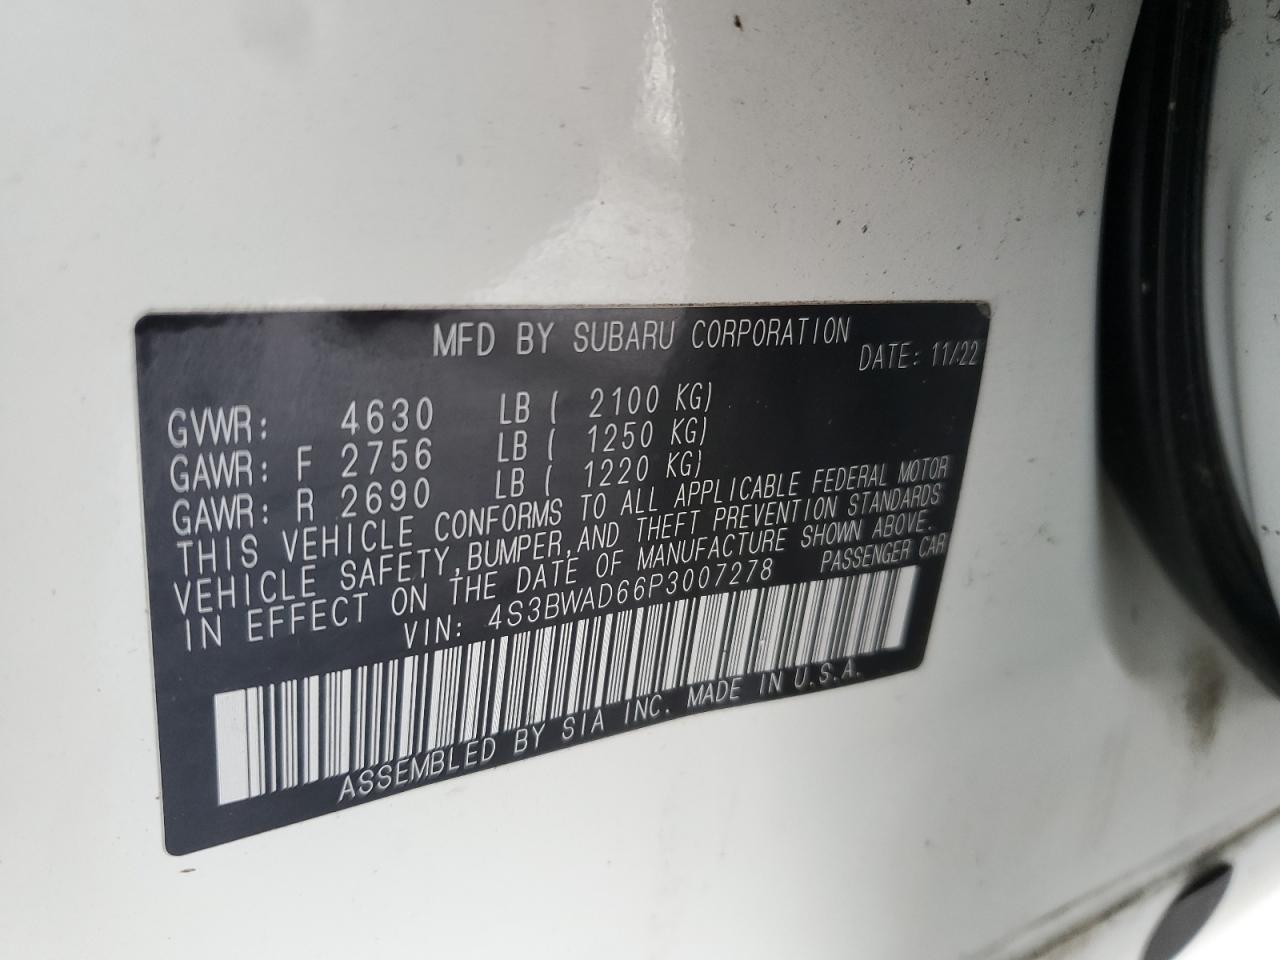 MFD BY SUBARU CORPORATION
DATE: 11/22
GVWR: 4630 LB ( 2100 KG)
GAWR: F 2756 LB ( 1250 KG)
GAWR: R 2690 LB ( 1220 KG)
THIS VEHICLE CONFORMS TO ALL APPLICABLE FEDERAL MOTOR
VEHICLE SAFETY, BUMPER, AND THEFT PREVENTION STANDARDS
IN EFFECT ON THE DATE OF MANUFACTURE SHOWN ABOVE.
VIN: 4S3BWAD66P3007278 PASSENGER CAR
ASSEMBLED BY SIA INC. MADE IN U.S.A.